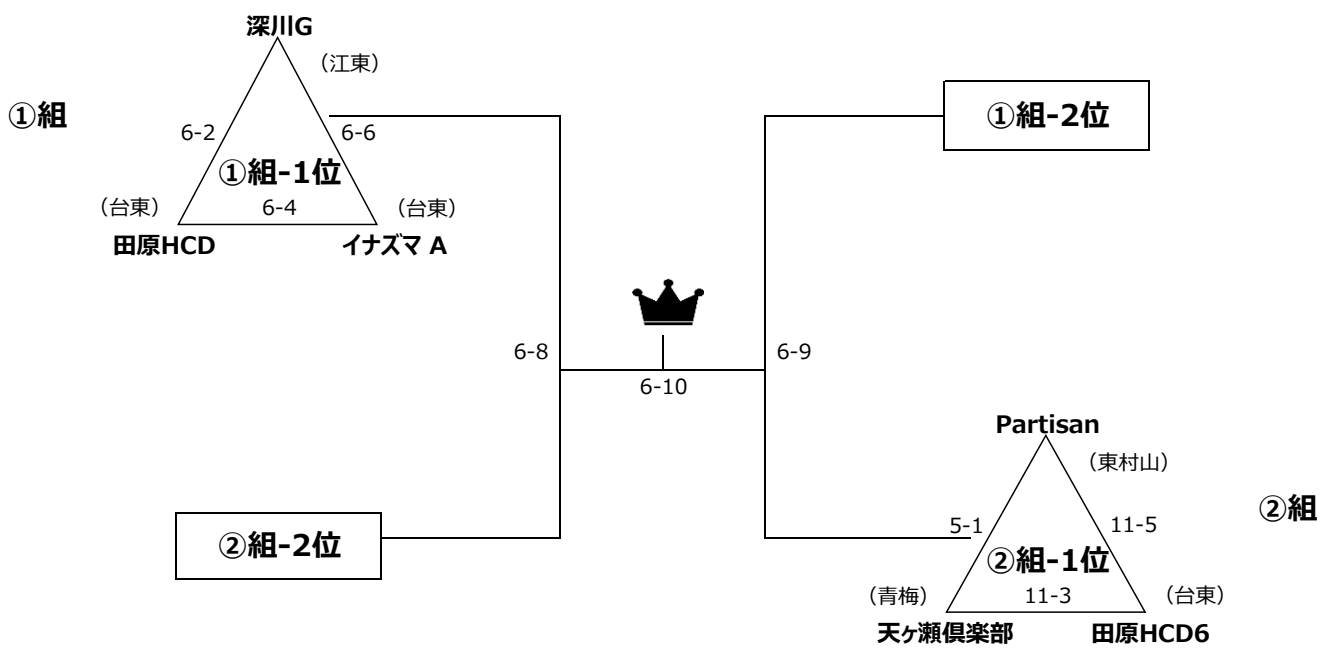 深川G
（江東）
①組
6-2
6-6
①組-1位
（台東）
6-4
（台東）
田原HCD
イナズマ A
①組-2位
6-8
6-9
6-10
②組-2位
Partisan
（東村山）
②組
5-1
11-5
②組-1位
（青梅）
11-3
（台東）
天ヶ瀬倶楽部
田原HCD6